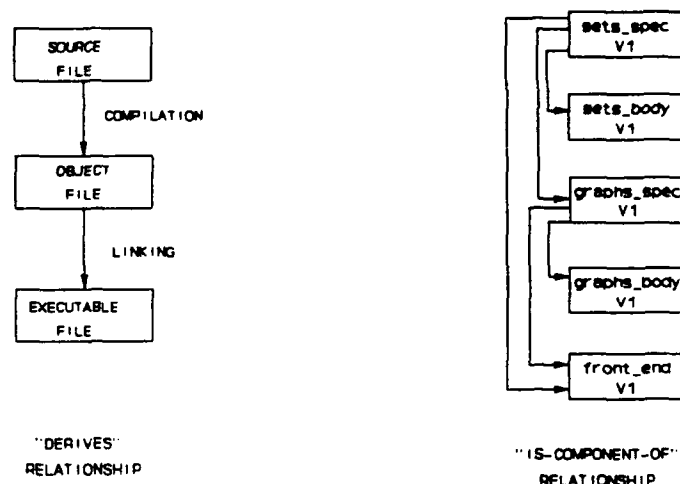 SOURCE
FILE
COMPILATION
OBJECT
FILE
LINKING
EXECUTABLE
FILE
"DERIVES"
RELATIONSHIP
sets_spec
V1
sets_body
V1
graphs_spec
V1
graphs_body
V1
front_end
V1
"IS-COMPONENT-OF"
RELATIONSHIP